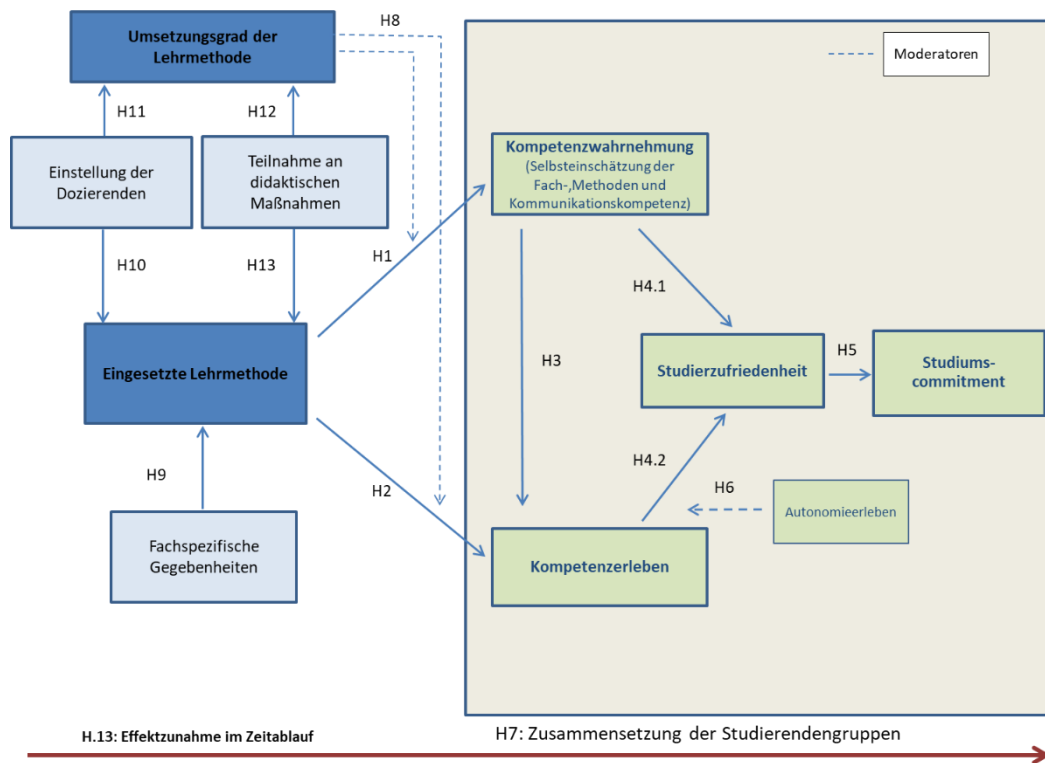 H8
Umsetzungsgrad der
Lehrmethode
Moderatoren
H11
H12
Einstellung der
Dozierenden
Teilnahme an
didaktischen
Maßnahmen
Kompetenzwahrnehmung
(Selbsteinschätzung der
Fach-,Methoden und
Kommunikationskompetenz)
H10
H13
H1
H4.1
Eingesetzte Lehrmethode
H3
Studierzufriedenheit
H5
Studiums-
commitment
H9
H2
H4.2
H6
Autonomieerleben
Fachspezifische
Gegebenheiten
Kompetenzerleben
H.13: Effektzunahme im Zeitablauf
H7: Zusammensetzung der Studierendengruppen